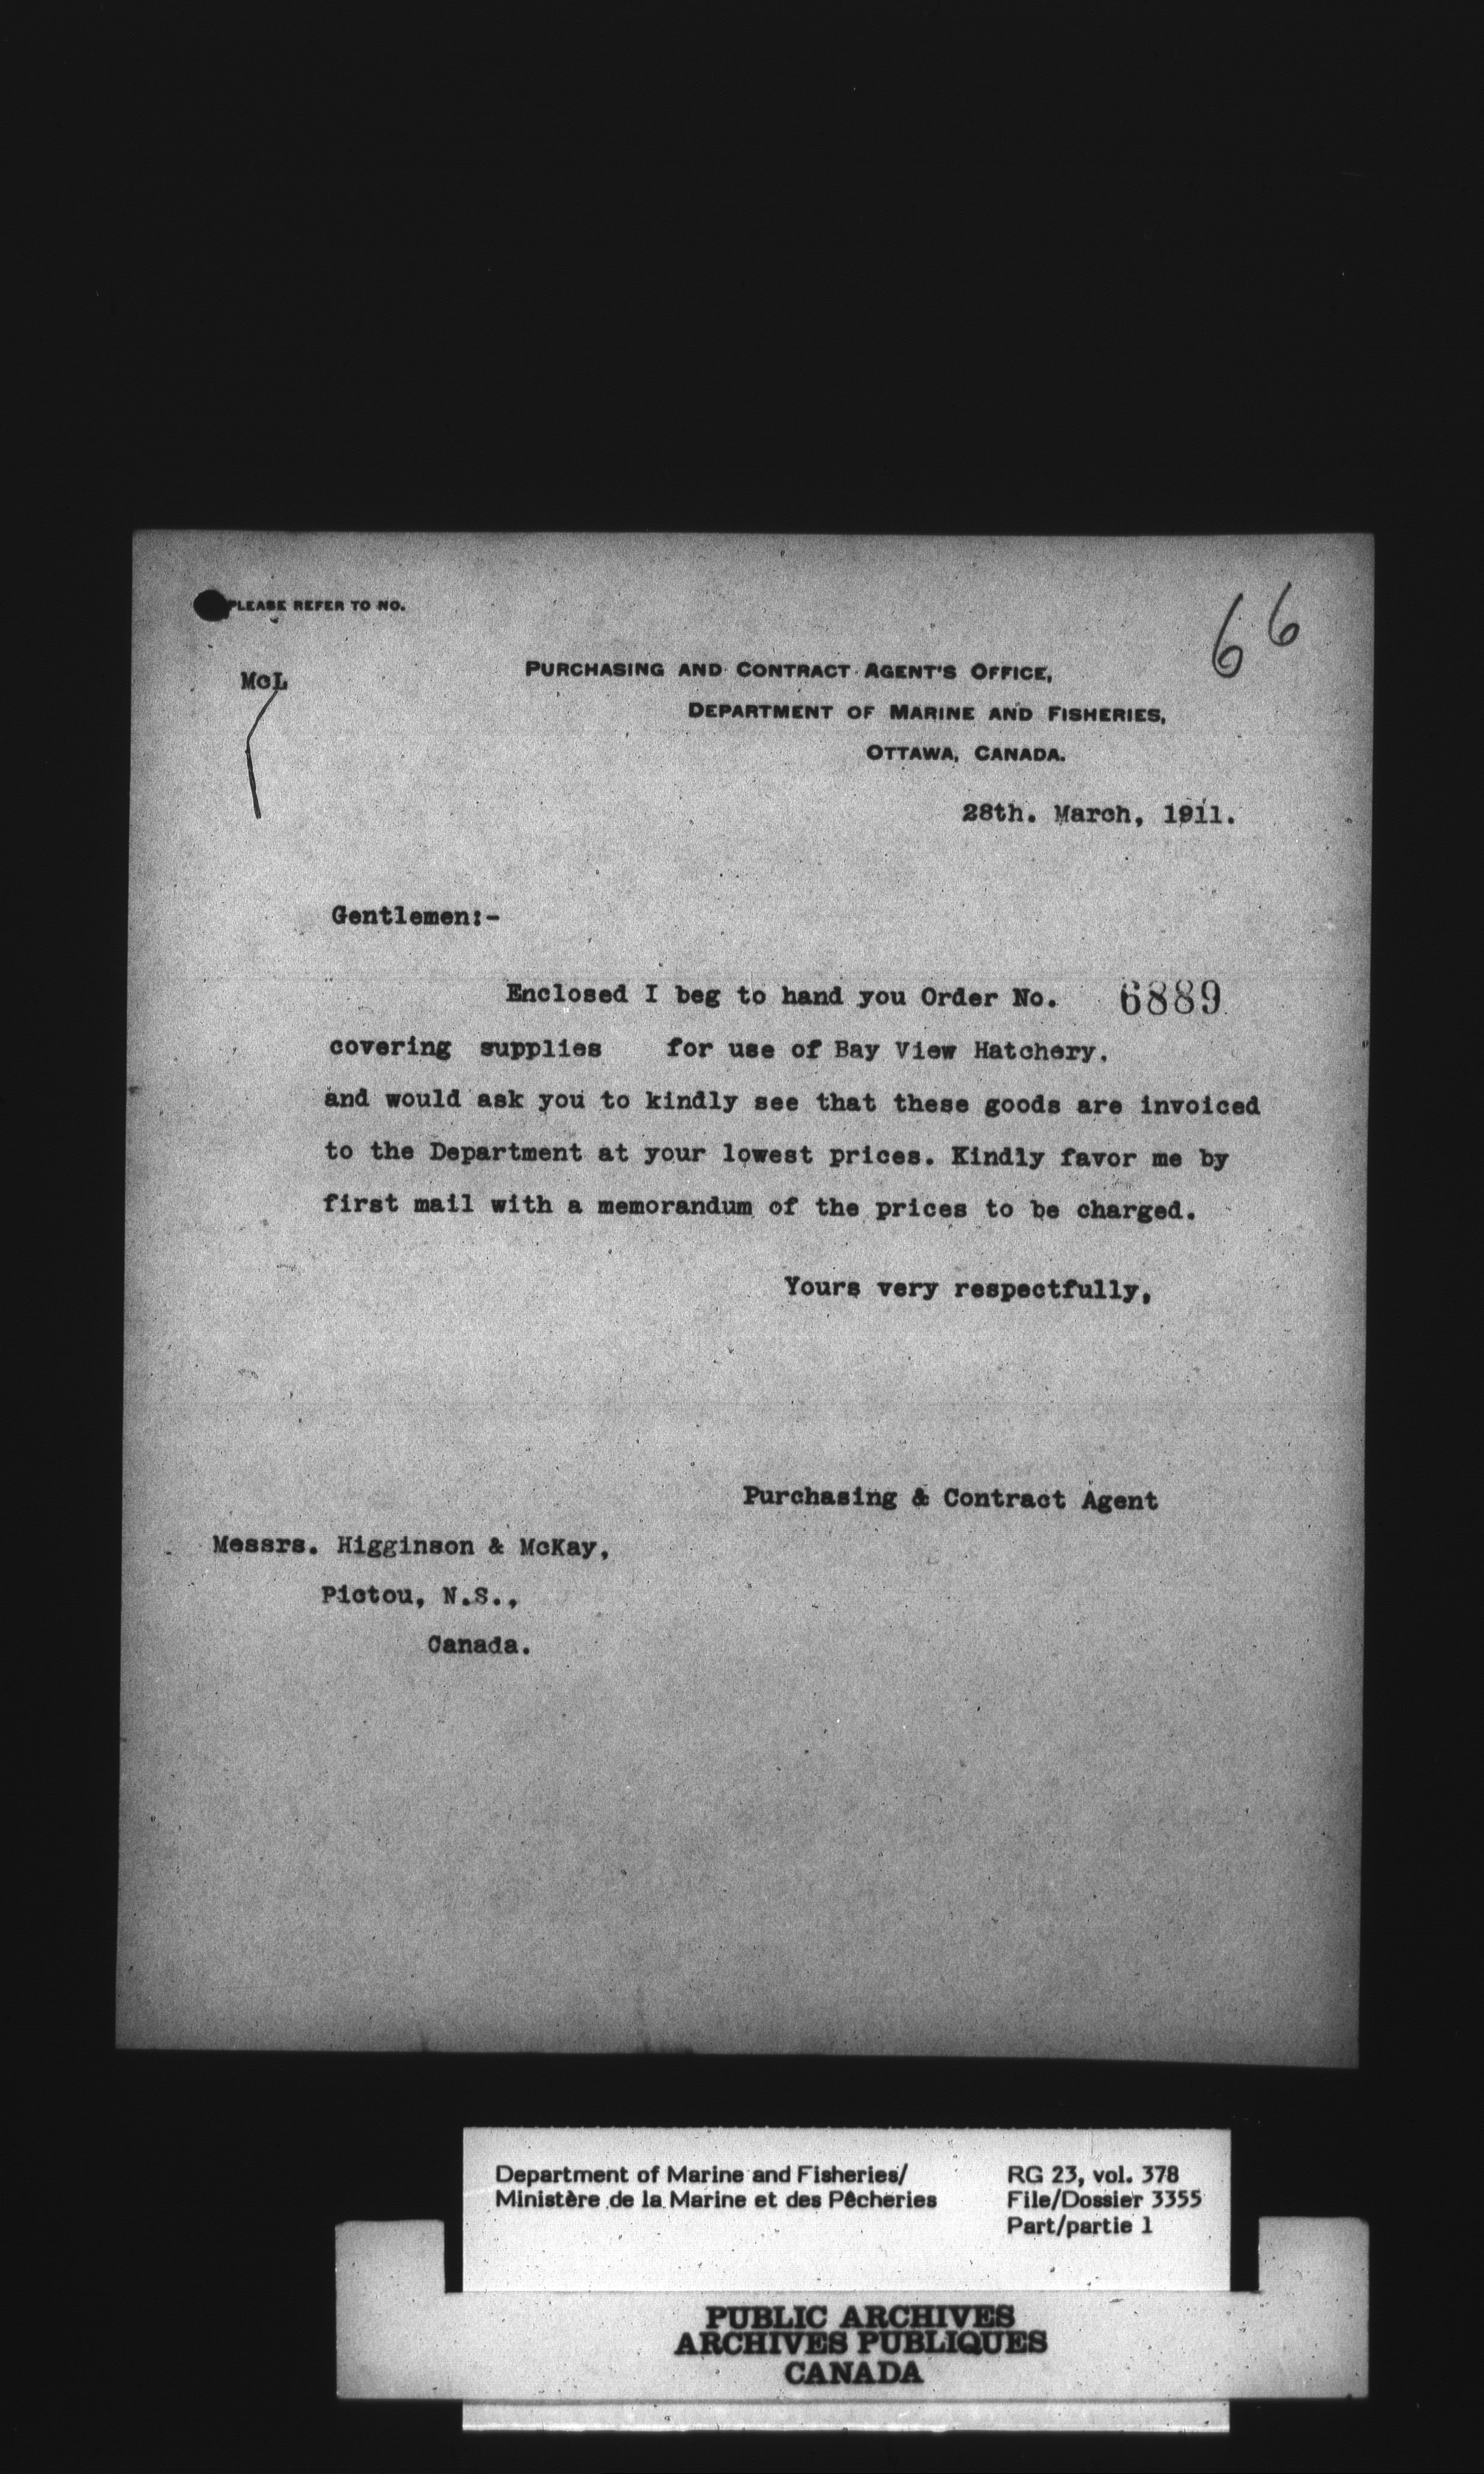 PLEASE REFER TO NO.
66
McL
PURCHASING AND CONTRACT AGENT'S OFFICE,
DEPARTMENT OF MARINE AND FISHERIES,
OTTAWA, CANADA.
28th. March, 1911.
Gentlemen:-
Enclosed I beg to hand you Order No. 6889
covering supplies for use of Bay View Hatchery.
and would ask you to kindly see that these goods are invoiced
to the Department at your lowest prices. Kindly favor me by
first mail with a memorandum of the prices to be charged.
Yours very respectfully,
Purchasing & Contract Agent
Messrs. Higginson & McKay,
Pictou, N.S.,
Canada.
Department of Marine and Fisheries/
Ministère de la Marine et des Pêcheries
RG 23, vol. 378
File/Dossier 3355
Part/partie 1
PUBLIC ARCHIVES
ARCHIVES PUBLIQUES
CANADA